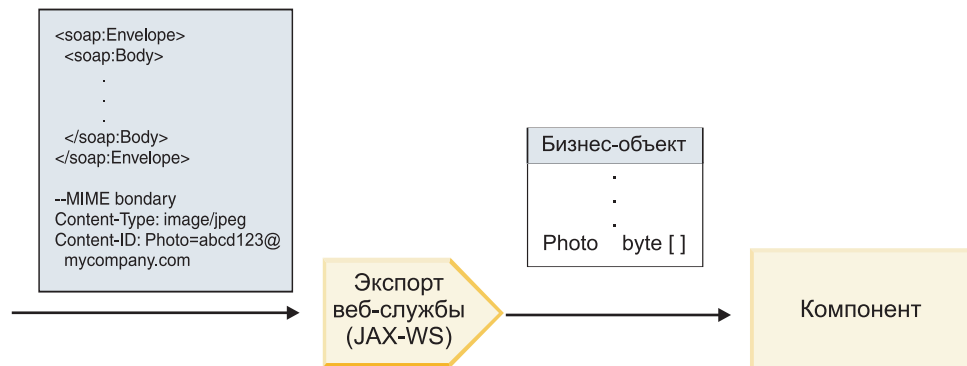 <soap:Envelope>
<soap:Body>
.
.
.
</soap:Body>
</soap:Envelope>
--MIME bondary
Content-Type: image/jpeg
Content-ID: Photo=abcd123@
mycompany.com
Экспорт
веб-службы
(JAX-WS)
Бизнес-объект
.
.
.
Photo byte [ ]
Компонент